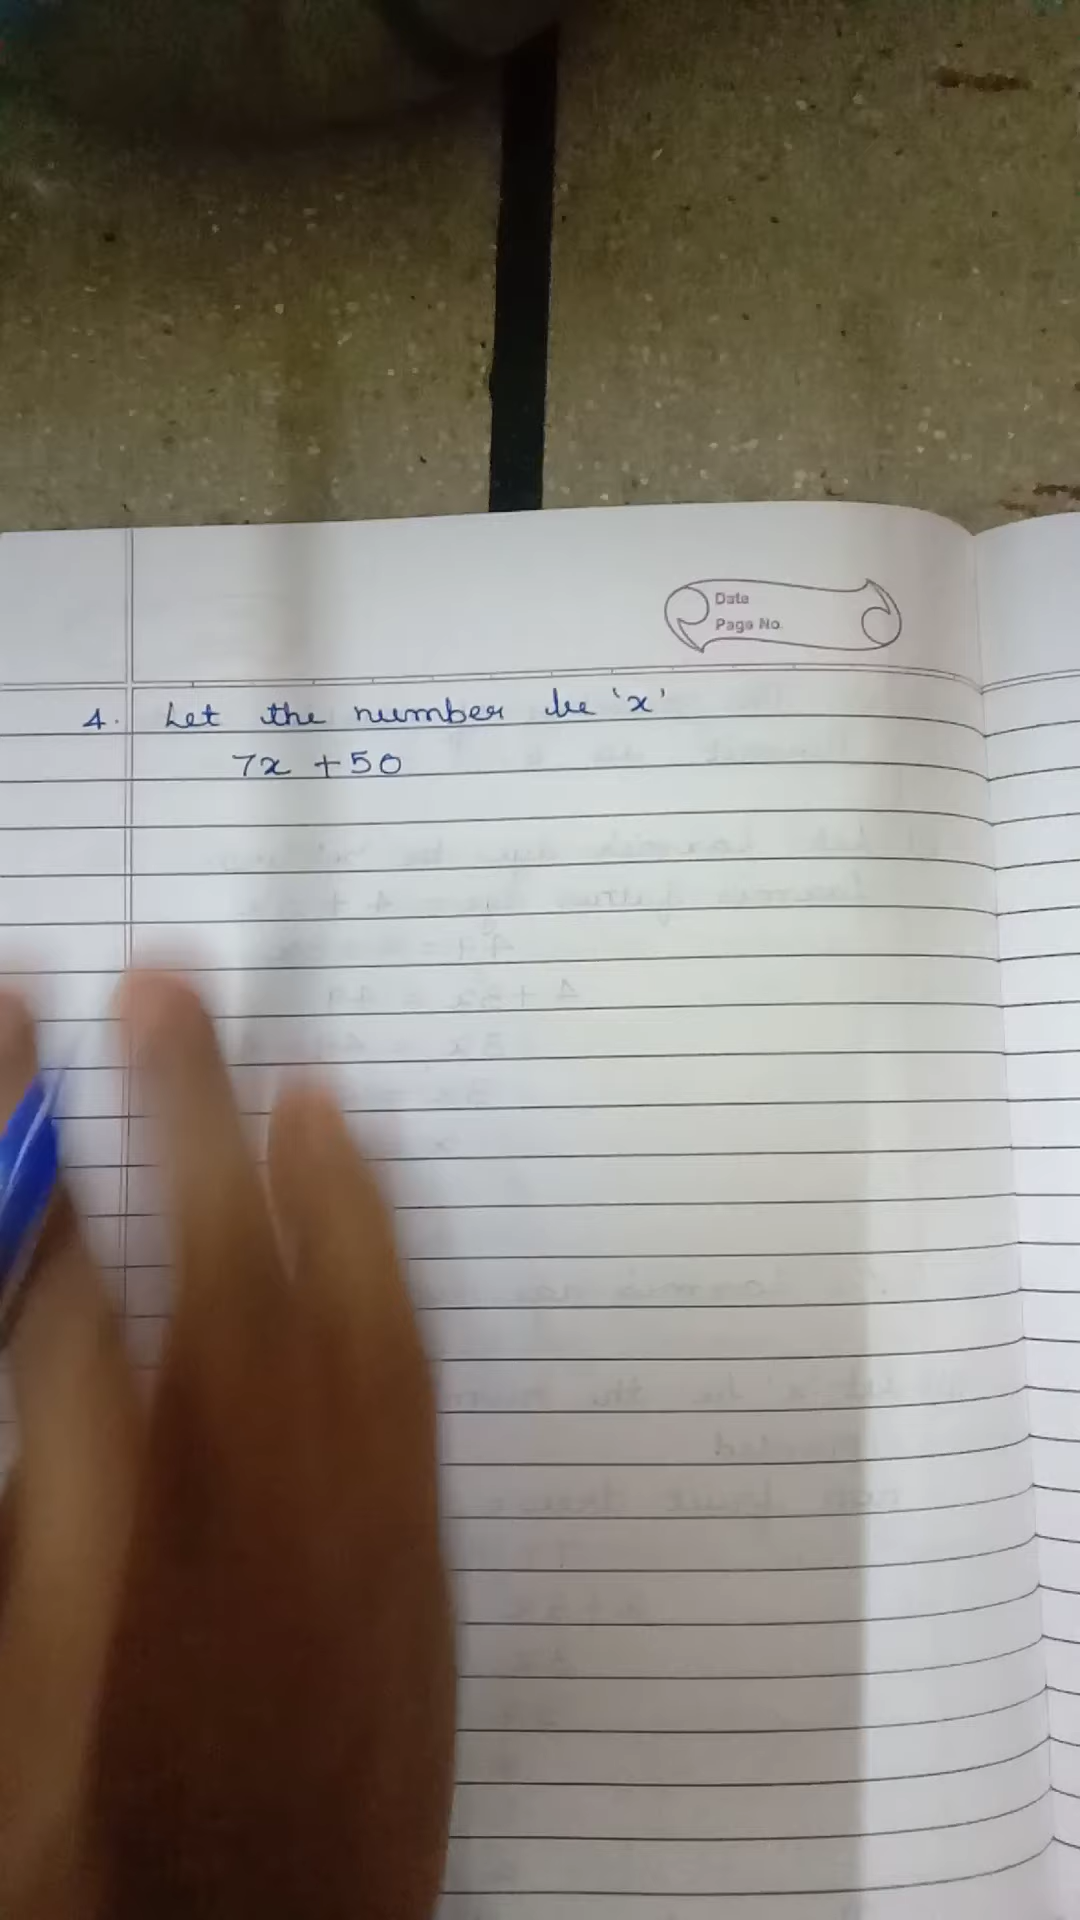 Date
Page No.
4. Let the number be 'x'
7x + 50